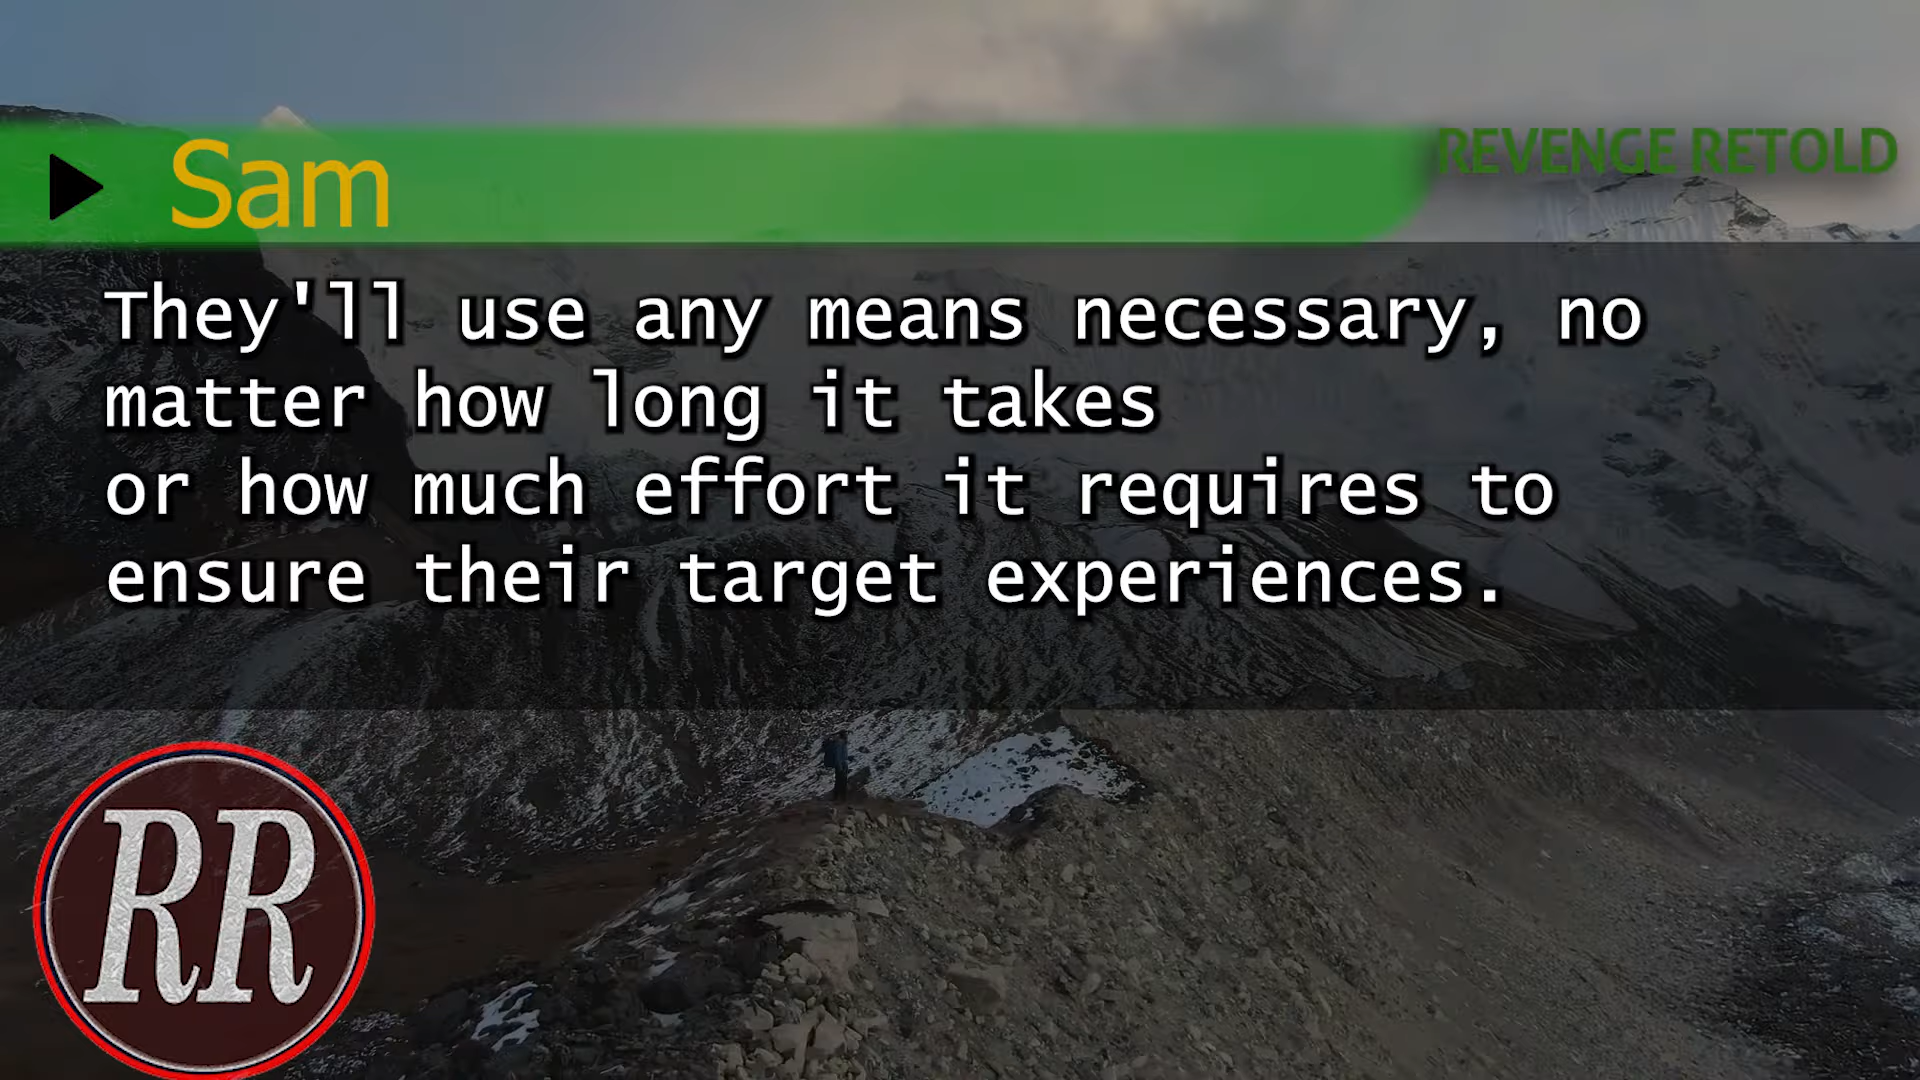 REVENGE RETOLD
Sam
They'll use any means necessary, no
matter how long it takes
or how much effort it requires to
ensure their target experiences.
RR